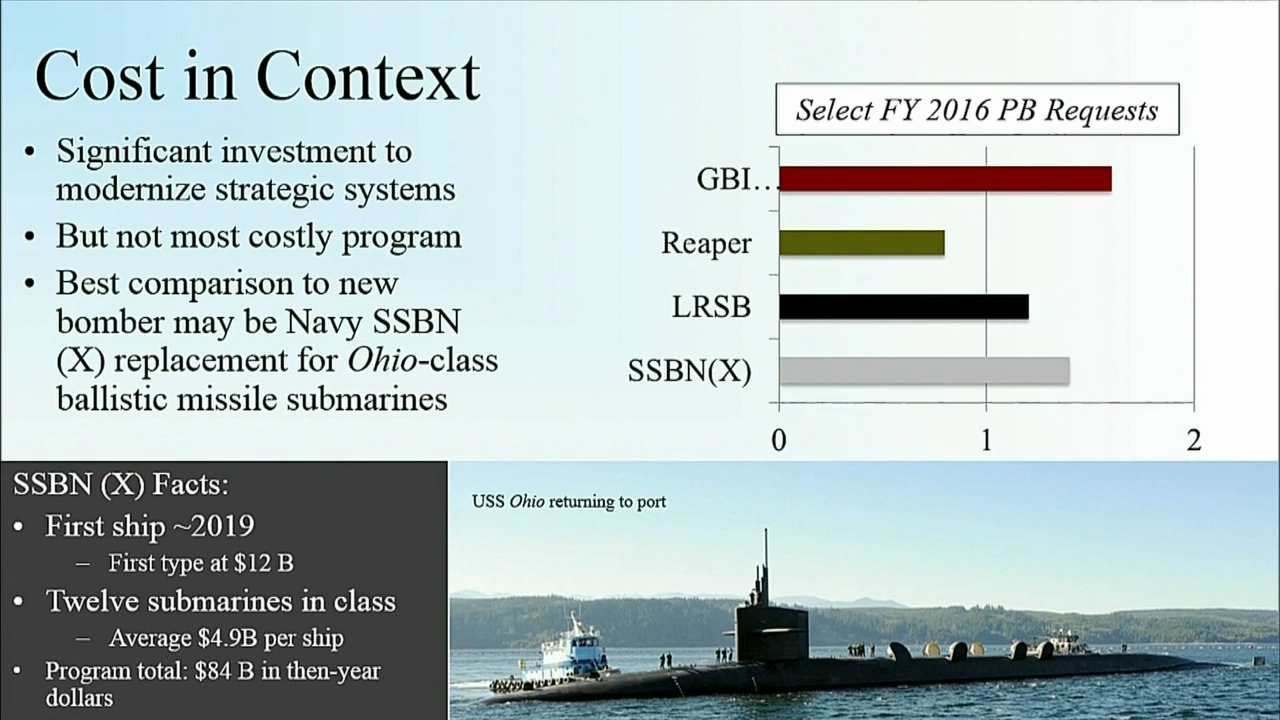 Cost in Context
• Significant investment to
modernize strategic systems
• But not most costly program
• Best comparison to new
bomber may be Navy SSBN
(X) replacement for Ohio-class
ballistic missile submarines
Select FY 2016 PB Requests
GBI…
Reaper
LRSB
SSBN(X)
0 1 2
SSBN (X) Facts:
• First ship ~2019
– First type at $12 B
• Twelve submarines in class
– Average $4.9B per ship
• Program total: $84 B in then-year
dollars
USS Ohio returning to port